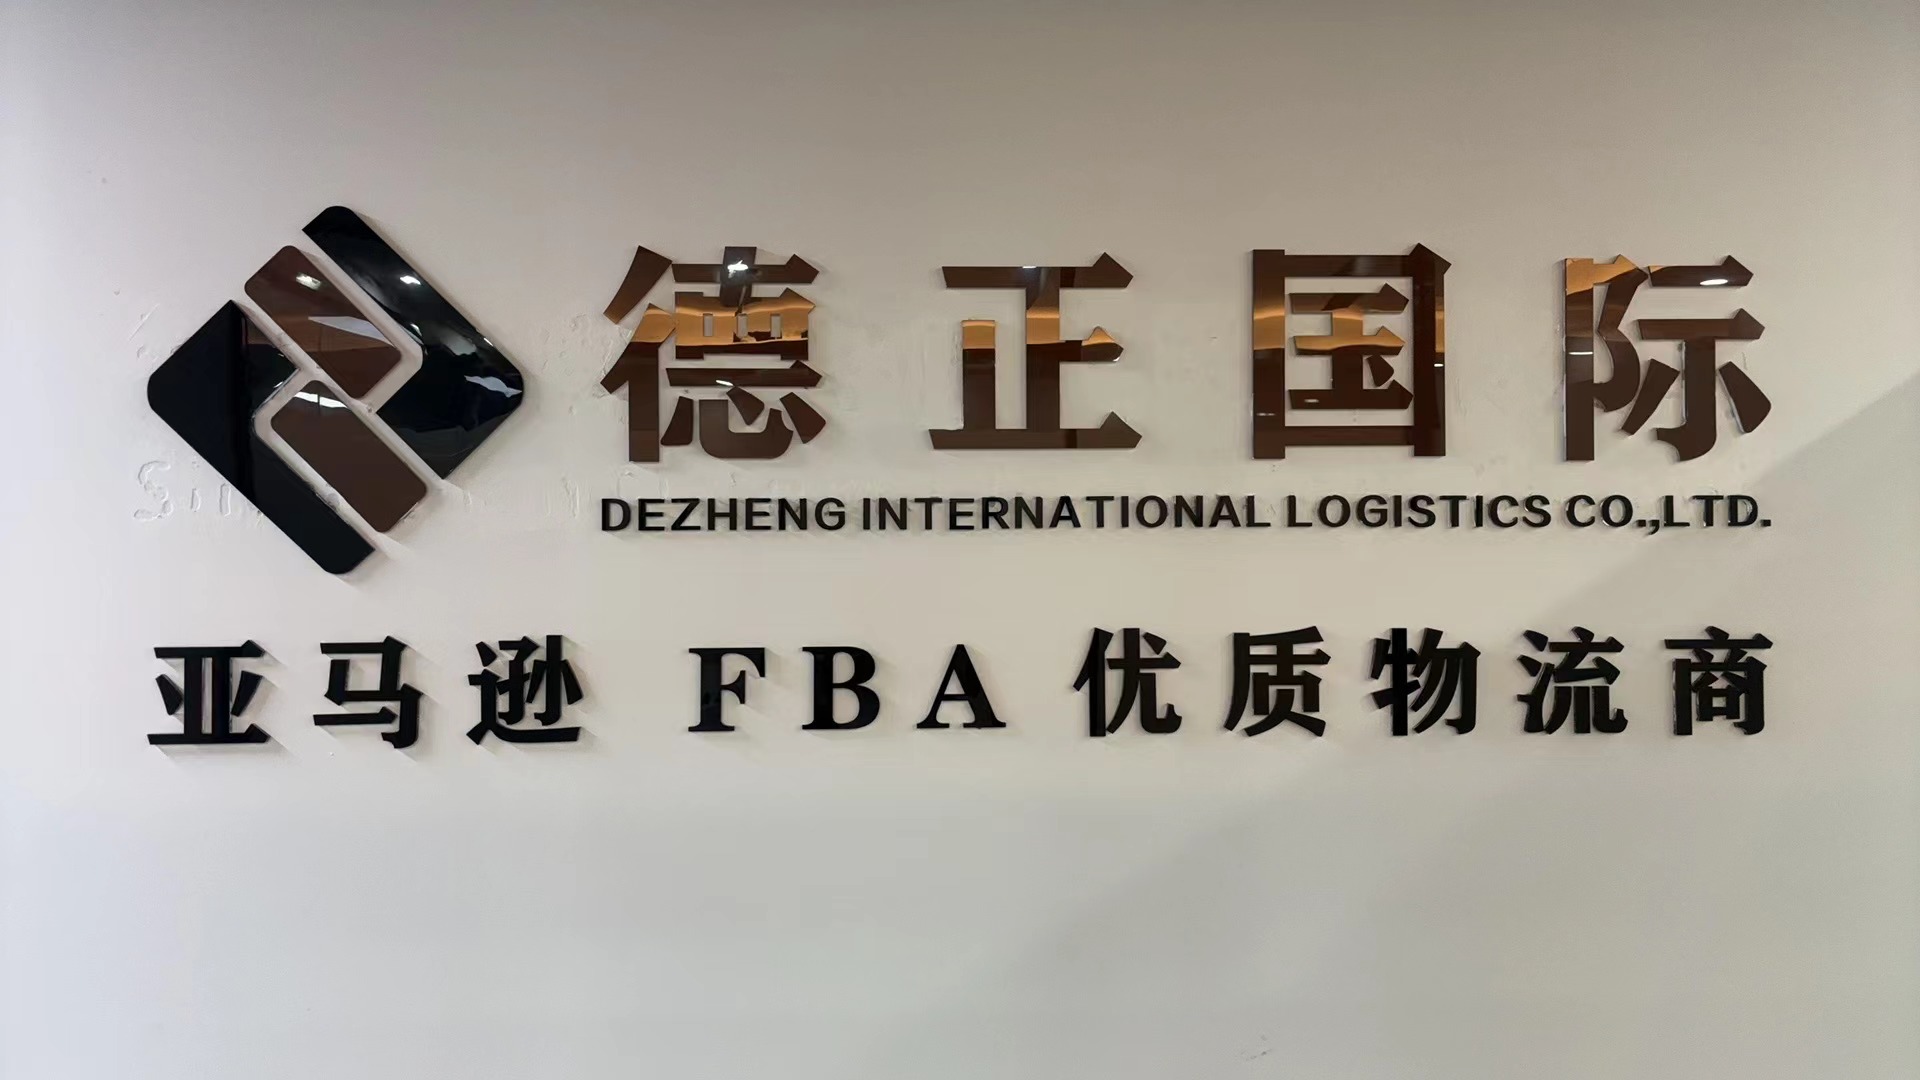 德正国际
DEZHENG INTERNATIONAL LOGISTICS CO.,LTD.
亚马逊 FBA 优质物流商